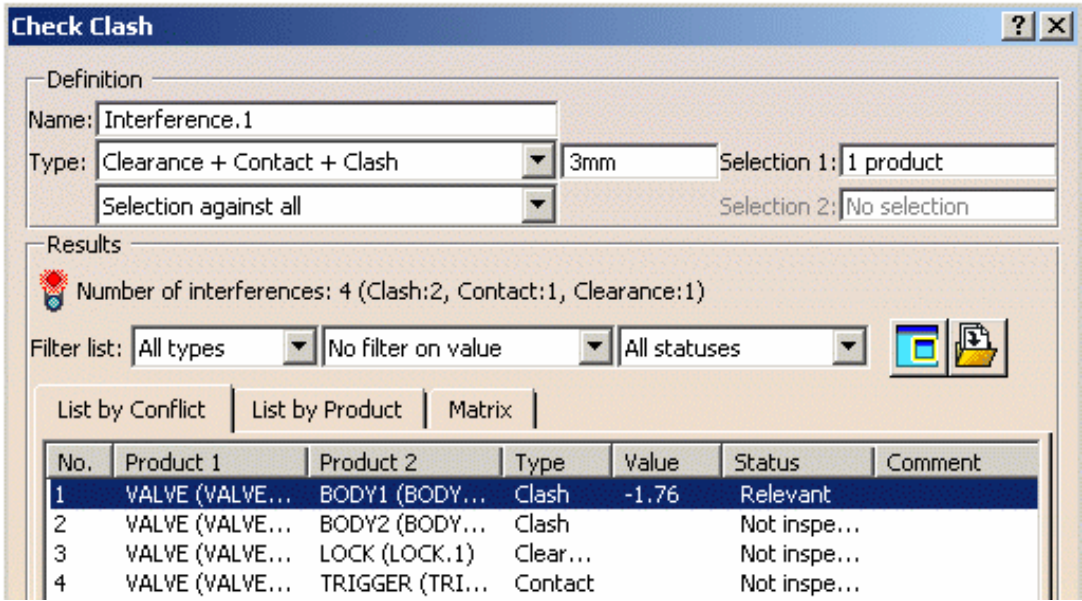 Check Clash
Definition
Name: Interference.1
Type: Clearance + Contact + Clash 3mm Selection 1: 1 product
Selection against all Selection 2: No selection
Results
Number of interferences: 4 (Clash:2, Contact:1, Clearance:1)
Filter list: All types No filter on value All statuses
List by Conflict List by Product Matrix
No. Product 1 Product 2 Type Value Status Comment
1 VALVE (VALVE... BODY1 (BODY... Clash -1.76 Relevant
2 VALVE (VALVE... BODY2 (BODY... Clash Not inspe...
3 VALVE (VALVE... LOCK (LOCK.1) Clear... Not inspe...
4 VALVE (VALVE... TRIGGER (TRI... Contact Not inspe...